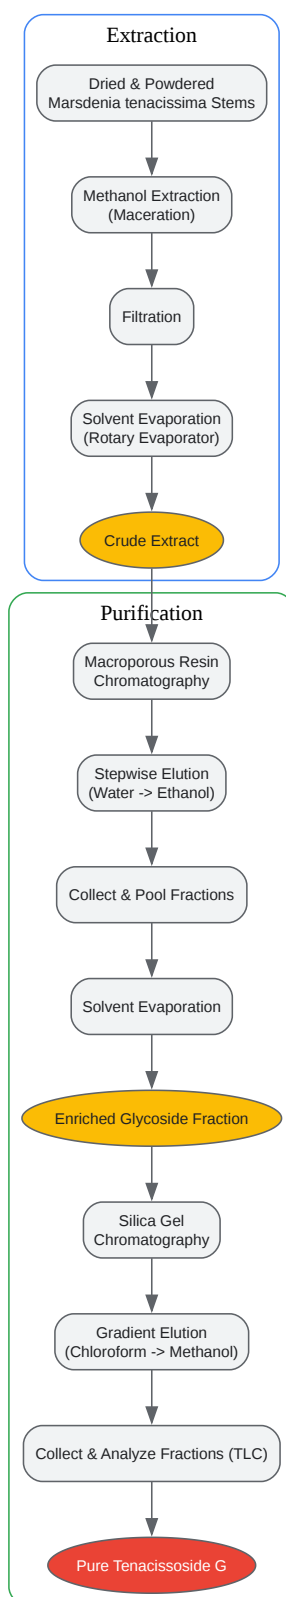 Extraction
Dried & Powdered
Marsdenia tenacissima Stems
Methanol Extraction
(Maceration)
Filtration
Solvent Evaporation
(Rotary Evaporator)
Crude Extract
Purification
Macroporous Resin
Chromatography
Stepwise Elution
(Water -> Ethanol)
Collect & Pool Fractions
Solvent Evaporation
Enriched Glycoside Fraction
Silica Gel
Chromatography
Gradient Elution
(Chloroform -> Methanol)
Collect & Analyze Fractions (TLC)
Pure Tenacissoside G